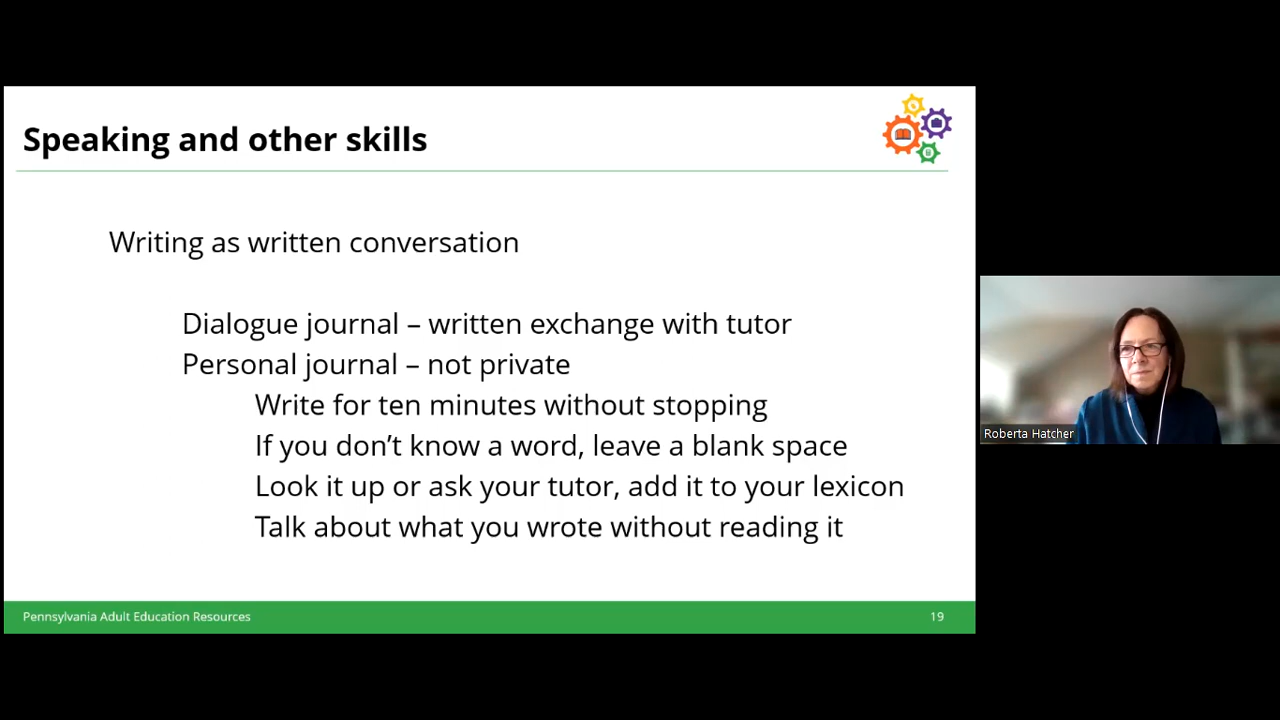 Speaking and other skills
Writing as written conversation
Dialogue journal – written exchange with tutor
Personal journal – not private
Write for ten minutes without stopping
If you don’t know a word, leave a blank space
Look it up or ask your tutor, add it to your lexicon
Talk about what you wrote without reading it
Pennsylvania Adult Education Resources
19
Roberta Hatcher